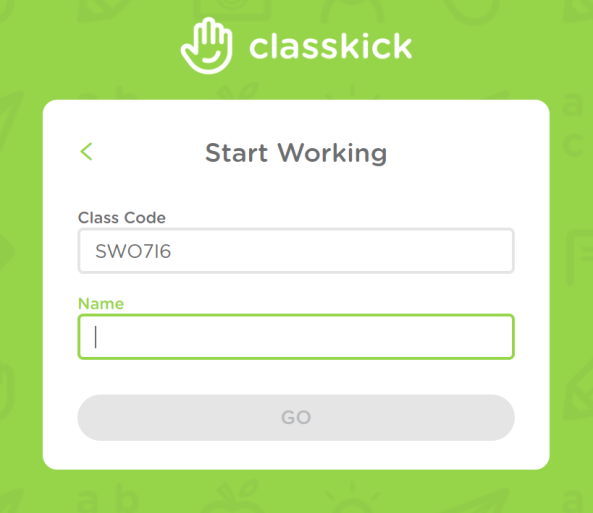 classkick
Start Working
Class Code
SWO7I6
Name
GO